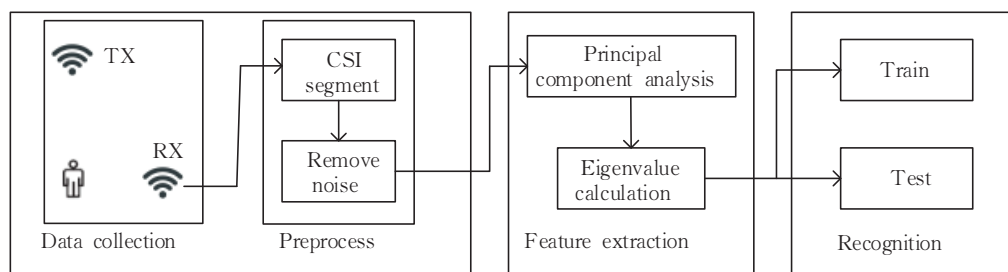 TX
RX
Data collection
CSI
segment
Remove
noise
Preprocess
Principal
component analysis
Eigenvalue
calculation
Feature extraction
Train
Test
Recognition